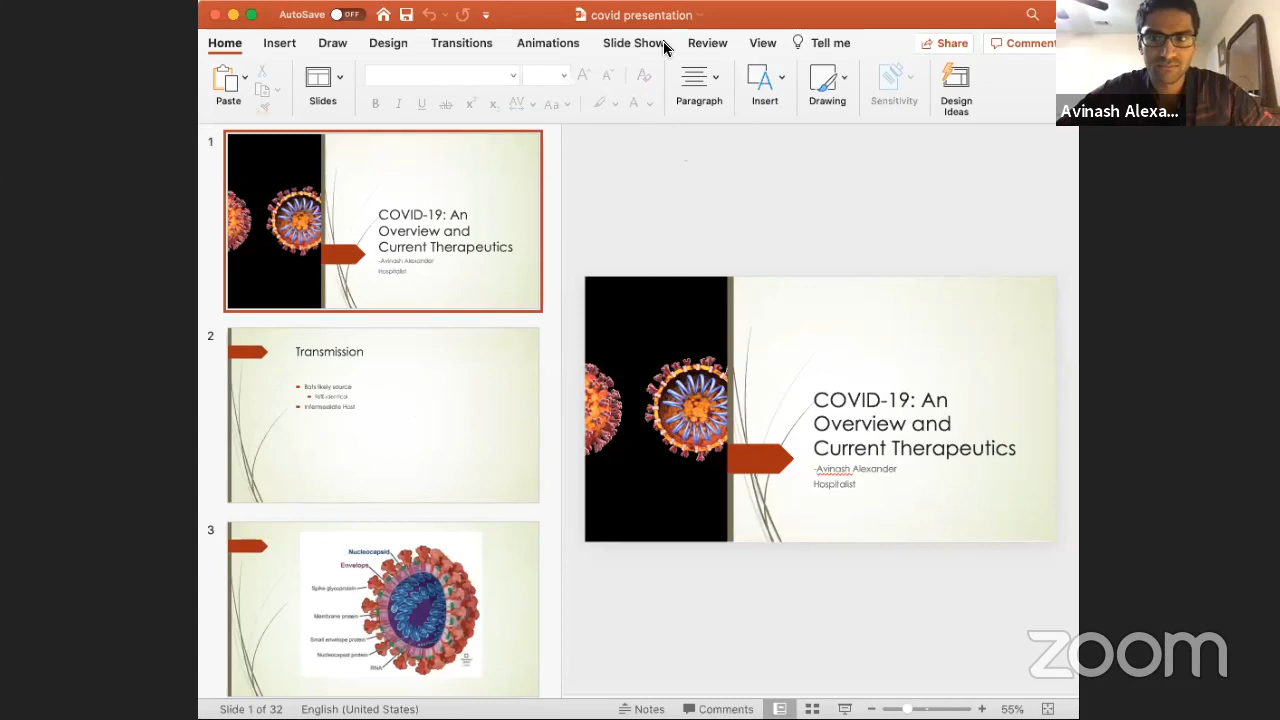 AutoSave OFF
covid presentation
Home Insert Draw Design Transitions Animations Slide Show Review View Tell me Share Comment
Paste Slides Paragraph Insert Drawing Sensitivity Design Ideas
Avinash Alexa...
1
COVID-19: An
Overview and
Current Therapeutics
-Avinash Alexander
Hospitalist
2
Transmission
Bats likely source
Intermediate Host
3
Nucleocapsid
Envelope
Spike glycoprotein
Membrane protein
Small envelope protein
Nucleocapsid protein
RNA
COVID-19: An
Overview and
Current Therapeutics
-Avinash Alexander
Hospitalist
zoom
Slide 1 of 32 English (United States) Notes Comments 55%